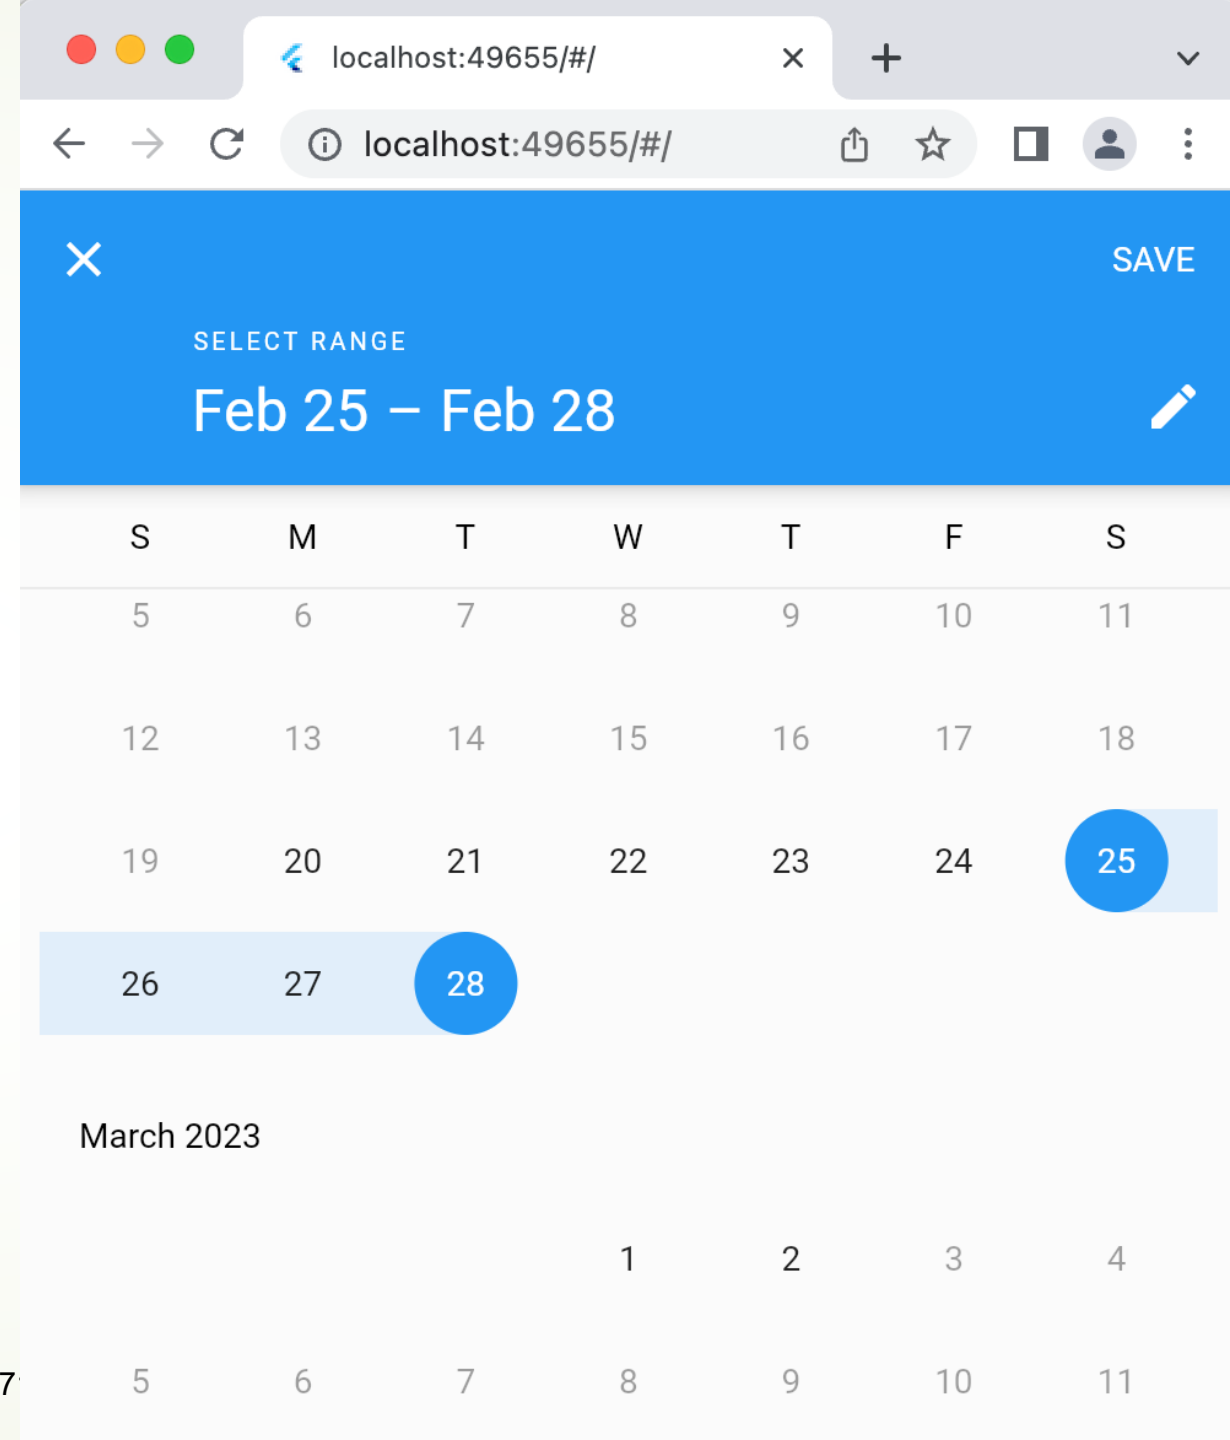 localhost:49655/#/
localhost:49655/#/
SAVE
SELECT RANGE
Feb 25 – Feb 28
S M T W T F S
5 6 7 8 9 10 11
12 13 14 15 16 17 18
19 20 21 22 23 24 25
26 27 28
March 2023
1 2 3 4
7
5 6 7 8 9 10 11